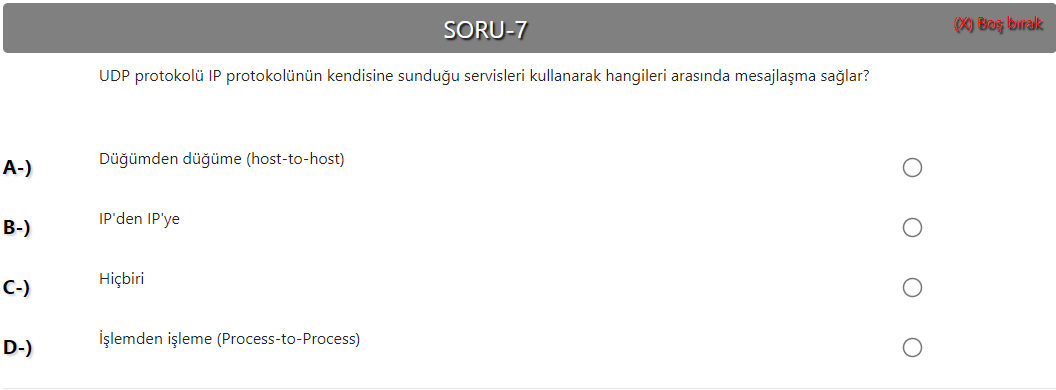 SORU-7
(X) Boş bırak
UDP protokolü IP protokolünün kendisine sunduğu servisleri kullanarak hangileri arasında mesajlaşma sağlar?
A-) Düğümden düğüme (host-to-host)
B-) IP'den IP'ye
C-) Hiçbiri
D-) İşlemden işleme (Process-to-Process)